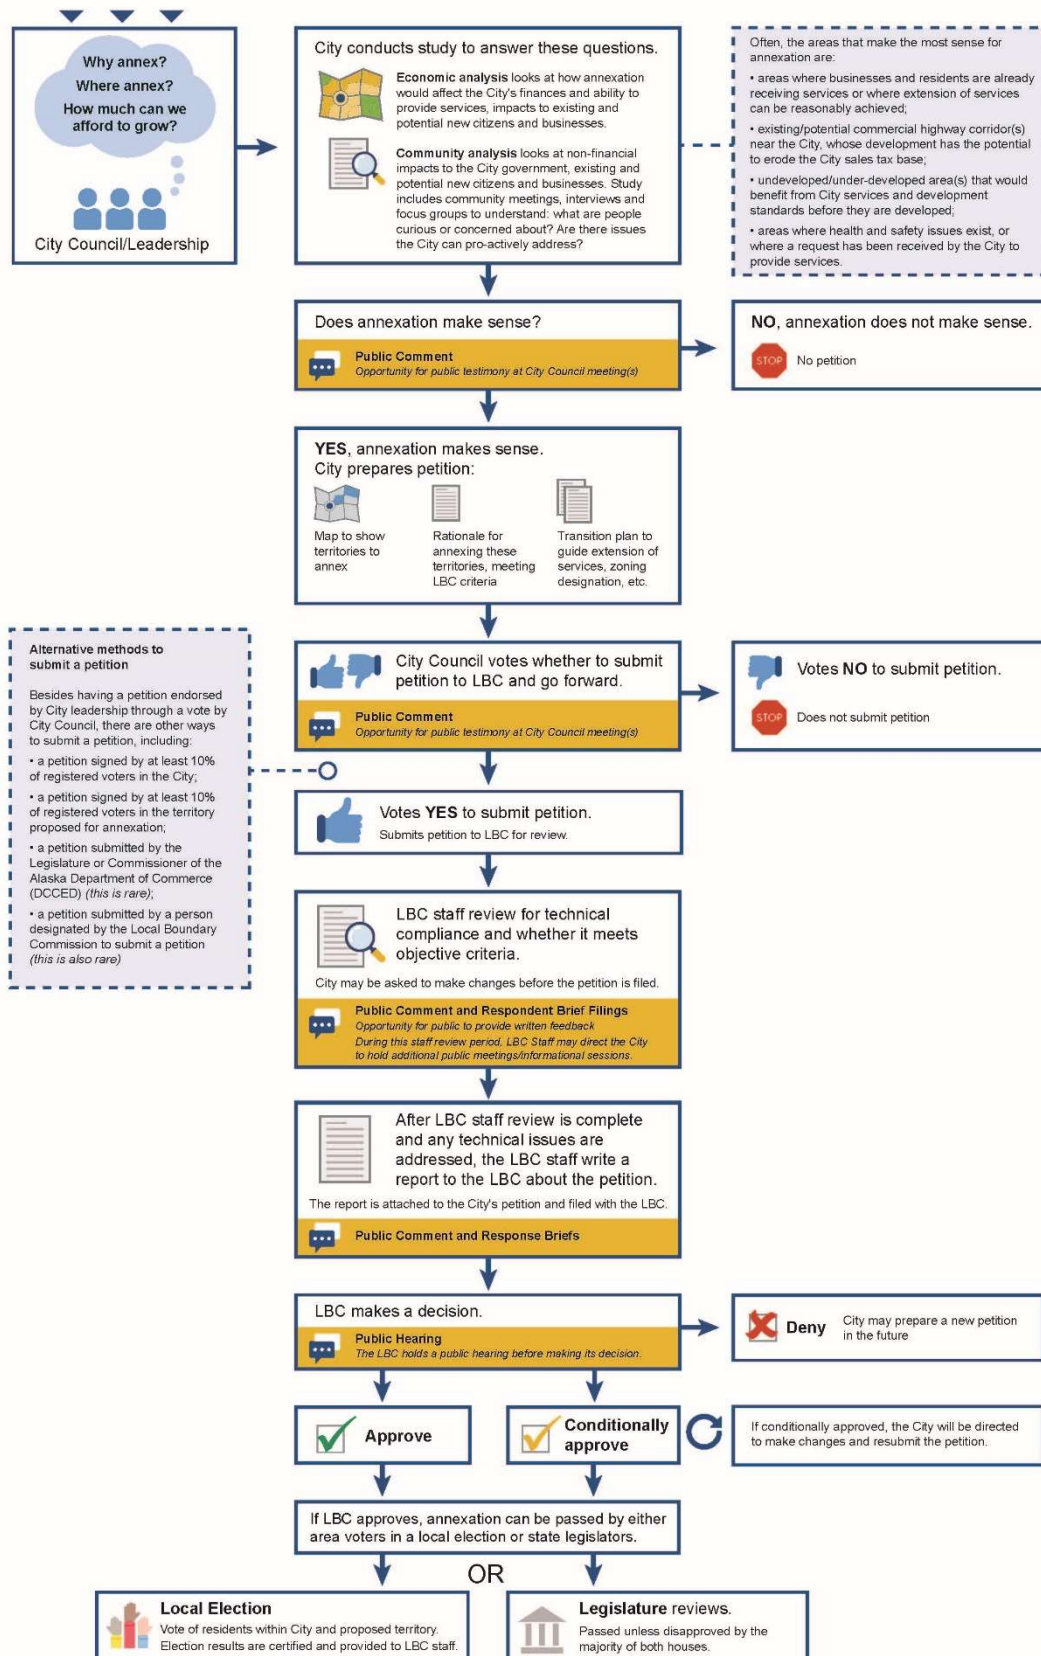 Why annex?
Where annex?
How much can we
afford to grow?
City Council/Leadership
City conducts study to answer these questions.
Economic analysis looks at how annexation
would affect the City's finances and ability to
provide services, impacts to existing and
potential new citizens and businesses.
Community analysis looks at non-financial
impacts to the City government, existing and
potential new citizens and businesses. Study
includes community meetings, interviews and
focus groups to understand: what are people
curious or concerned about? Are there issues
the City can pro-actively address?
Often, the areas that make the most sense for
annexation are:
• areas where businesses and residents are already
receiving services or where extension of services
can be reasonably achieved;
• existing/potential commercial highway corridor(s)
near the City, whose development has the potential
to erode the City sales tax base;
• undeveloped/under-developed area(s) that would
benefit from City services and development
standards before they are developed;
• areas where health and safety issues exist, or
where a request has been received by the City to
provide services.
Does annexation make sense?
Public Comment
Opportunity for public testimony at City Council meeting(s)
NO, annexation does not make sense.
STOP
No petition
YES, annexation makes sense.
City prepares petition:
Map to show
territories to
annex
Rationale for
annexing these
territories, meeting
LBC criteria
Transition plan to
guide extension of
services, zoning
designation, etc.
City Council votes whether to submit
petition to LBC and go forward.
Public Comment
Opportunity for public testimony at City Council meeting(s)
Votes NO to submit petition.
STOP
Does not submit petition
Alternative methods to
submit a petition
Besides having a petition endorsed
by City leadership through a vote by
City Council, there are other ways
to submit a petition, including:
• a petition signed by at least 10%
of registered voters in the City;
• a petition signed by at least 10%
of registered voters in the territory
proposed for annexation;
• a petition submitted by the
Legislature or Commissioner of the
Alaska Department of Commerce
(DCCED) (this is rare);
• a petition submitted by a person
designated by the Local Boundary
Commission to submit a petition
(this is also rare)
Votes YES to submit petition.
Submits petition to LBC for review.
LBC staff review for technical
compliance and whether it meets
objective criteria.
City may be asked to make changes before the petition is filed.
Public Comment and Respondent Brief Filings
Opportunity for public to provide written feedback
During this staff review period, LBC Staff may direct the City
to hold additional public meetings/informational sessions.
After LBC staff review is complete
and any technical issues are
addressed, the LBC staff write a
report to the LBC about the petition.
The report is attached to the City's petition and filed with the LBC.
Public Comment and Response Briefs
LBC makes a decision.
Public Hearing
The LBC holds a public hearing before making its decision.
Deny
City may prepare a new petition
in the future
Approve
Conditionally
approve
If conditionally approved, the City will be directed
to make changes and resubmit the petition.
If LBC approves, annexation can be passed by either
area voters in a local election or state legislators.
OR
Local Election
Vote of residents within City and proposed territory.
Election results are certified and provided to LBC staff.
Legislature reviews.
Passed unless disapproved by the
majority of both houses.